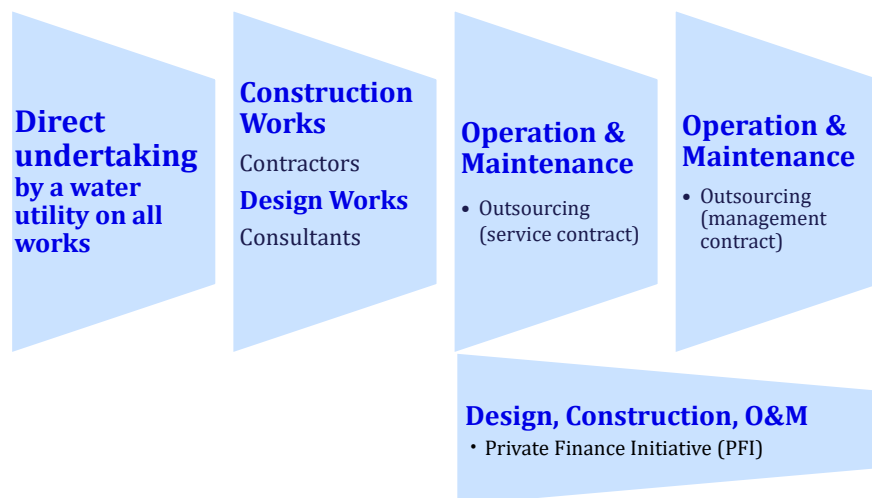 Direct
undertaking
by a water
utility on all
works
Construction
Works
Contractors
Design Works
Consultants
Operation &
Maintenance
• Outsourcing
(service contract)
Operation &
Maintenance
• Outsourcing
(management
contract)
Design, Construction, O&M
• Private Finance Initiative (PFI)